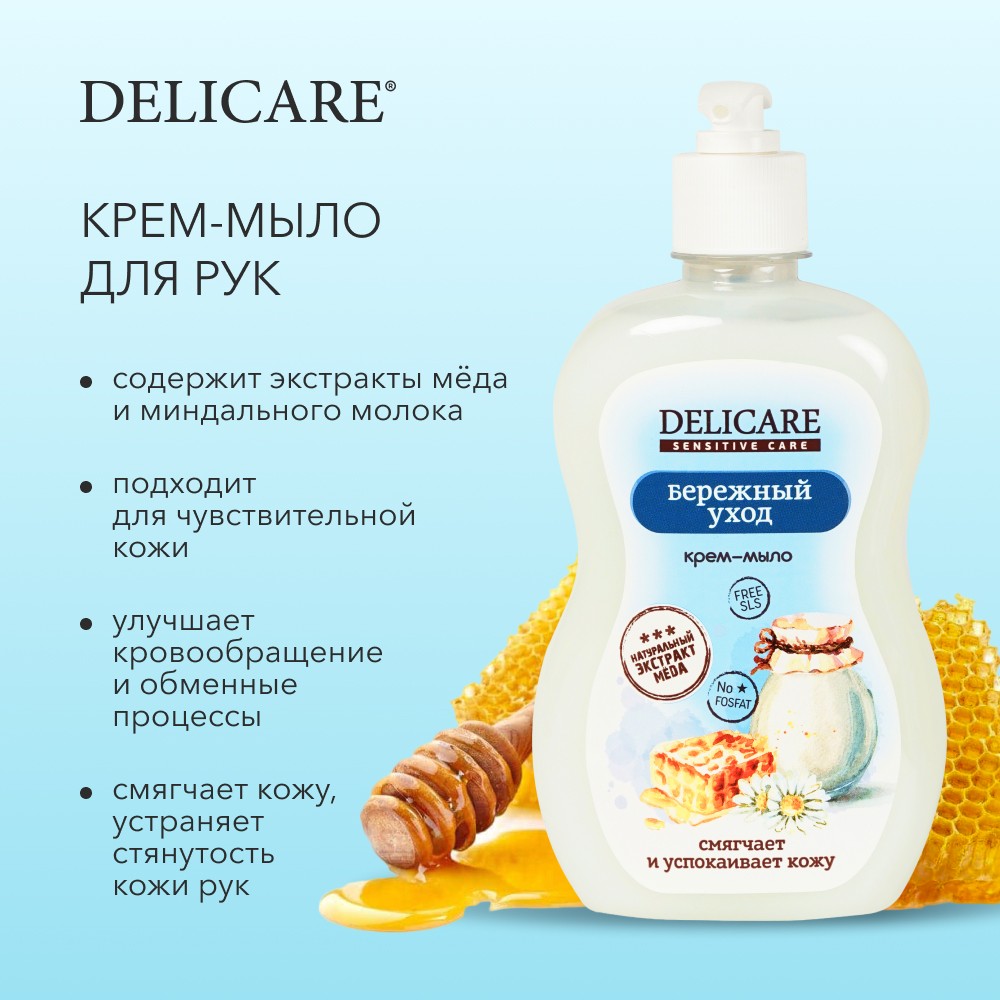 DELICARE®
КРЕМ-МЫЛО
ДЛЯ РУК
• содержит экстракты мёда
и миндального молока
• подходит
для чувствительной
кожи
• улучшает
кровообращение
и обменные
процессы
• смягчает кожу,
устраняет
стянутость
кожи рук
DELICARE
SENSITIVE CARE
Бережный
уход
крем-мыло
FREE
SLS
***
НАТУРАЛЬНЫЙ
ЭКСТРАКТ
МЁДА
No ★
FOSFAT
смягчает
и успокаивает кожу